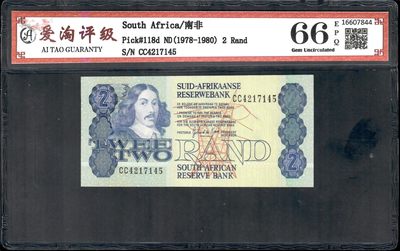 爱淘评级
AI TAO GUARANTY
South Africa/南非
Pick#118d ND(1978-1980) 2 Rand
S/N CC4217145
66
EPQ
Gem Uncirculated
16607844
SUID-AFRIKAANSE
RESERWEBANK
CC4217145
2
TWEE
TWO
RAND
2
CC4217145
SOUTH AFRICAN
RESERVE BANK